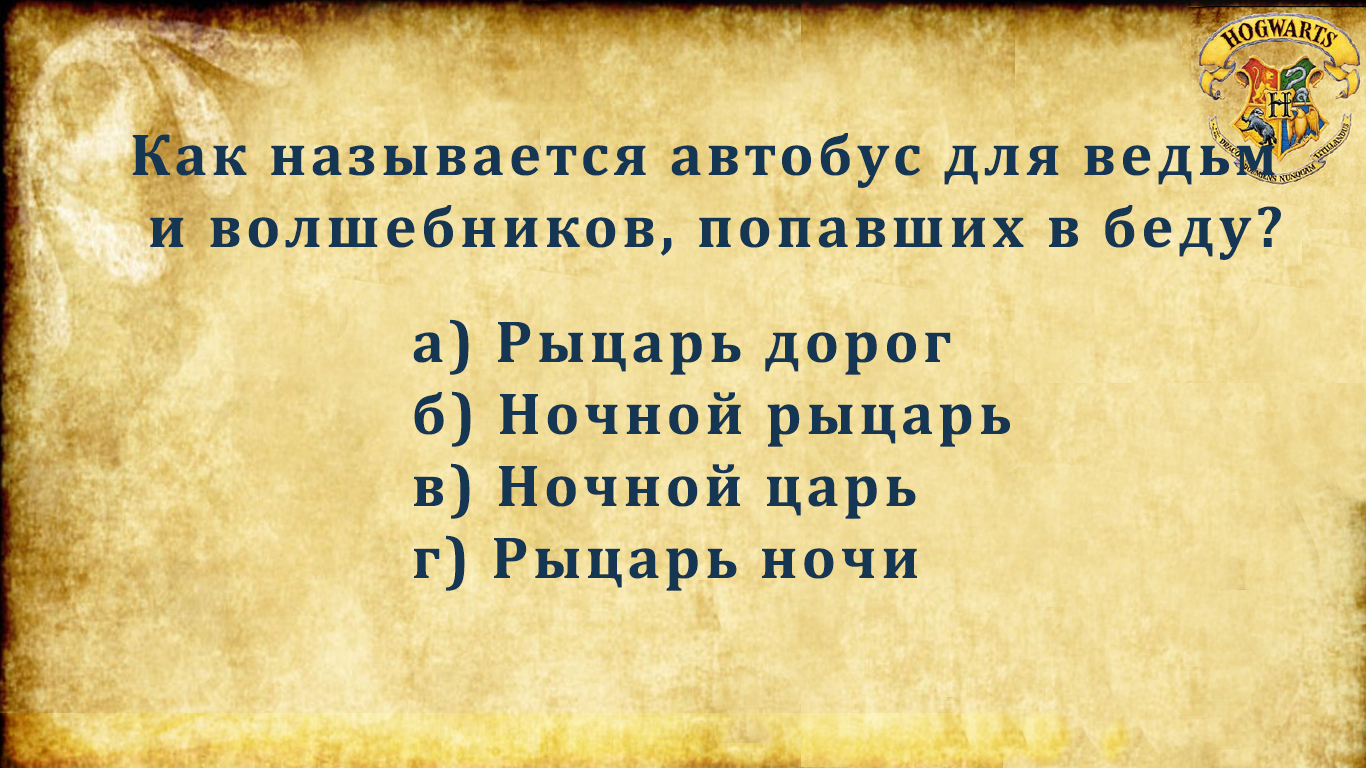 HOGWARTS
Как называется автобус для ведьм
и волшебников, попавших в беду?
а) Рыцарь дорог
б) Ночной рыцарь
в) Ночной царь
г) Рыцарь ночи
H